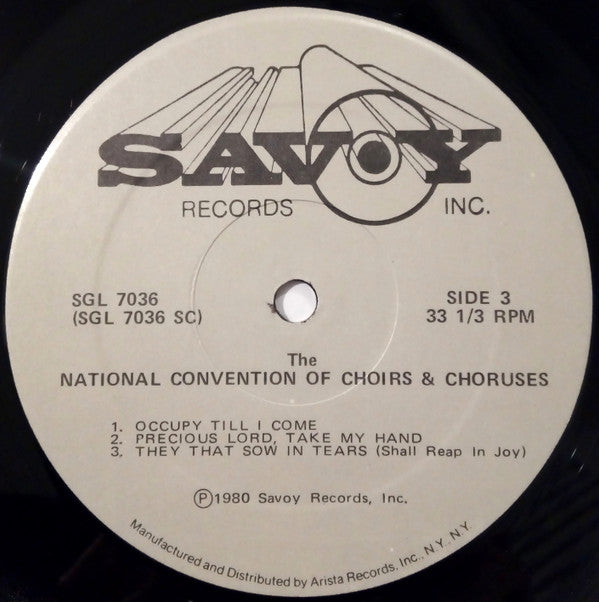 SAVOY
RECORDS INC.
SGL 7036
(SGL 7036 SC)
SIDE 3
33 1/3 RPM
The
NATIONAL CONVENTION OF CHOIRS & CHORUSES
1. OCCUPY TILL I COME
2. PRECIOUS LORD, TAKE MY HAND
3. THEY THAT SOW IN TEARS (Shall Reap In Joy)
Ⓟ1980 Savoy Records, Inc.
Manufactured and Distributed by Arista Records, Inc., N.Y., N.Y